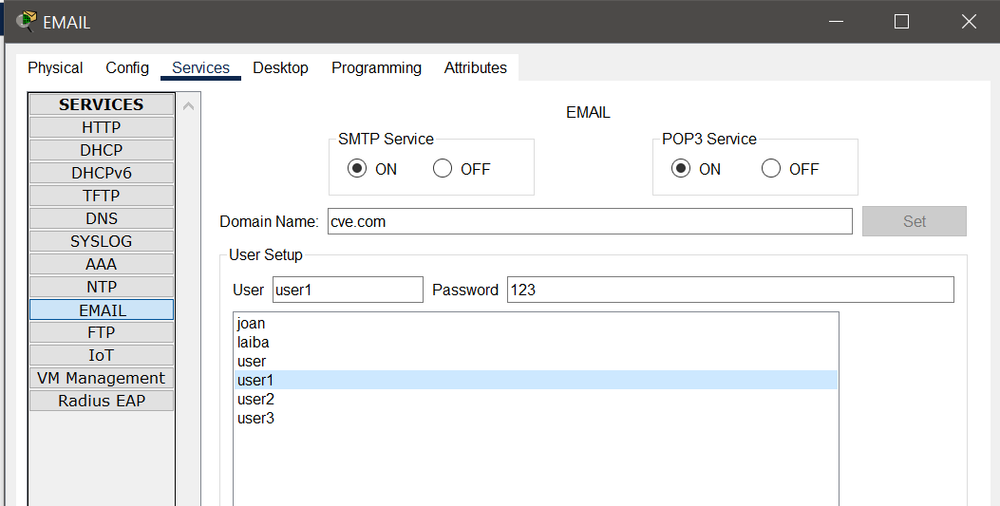 EMAIL
Physical Config Services Desktop Programming Attributes
SERVICES
HTTP
DHCP
DHCPv6
TFTP
DNS
SYSLOG
AAA
NTP
EMAIL
FTP
IoT
VM Management
Radius EAP
EMAIL
SMTP Service
ON OFF
POP3 Service
ON OFF
Domain Name: cve.com Set
User Setup
User user1 Password 123
joan
laiba
user
user1
user2
user3